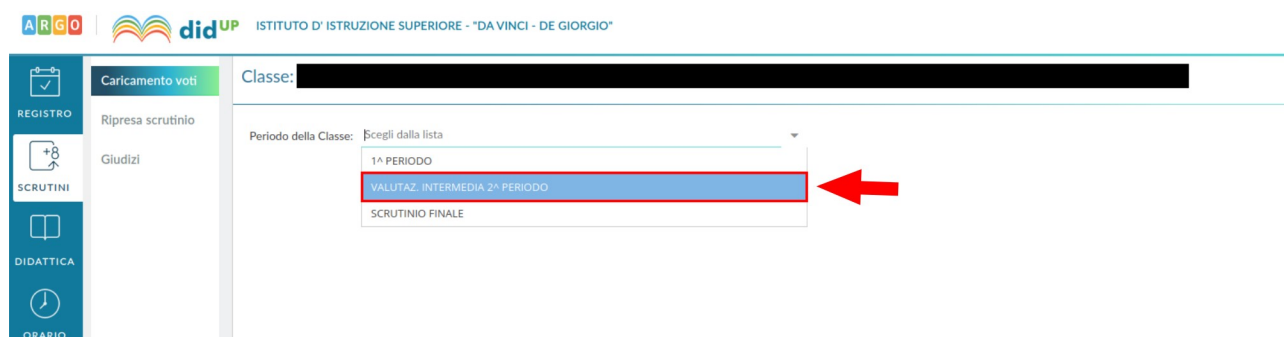 ARGO didUP ISTITUTO D' ISTRUZIONE SUPERIORE - "DA VINCI - DE GIORGIO"
REGISTRO
+8
SCRUTINI
DIDATTICA
ORARIO
Caricamento voti
Ripresa scrutinio
Giudizi
Classe:
Periodo della Classe: Scegli dalla lista
1^ PERIODO
VALUTAZ. INTERMEDIA 2^ PERIODO
SCRUTINIO FINALE